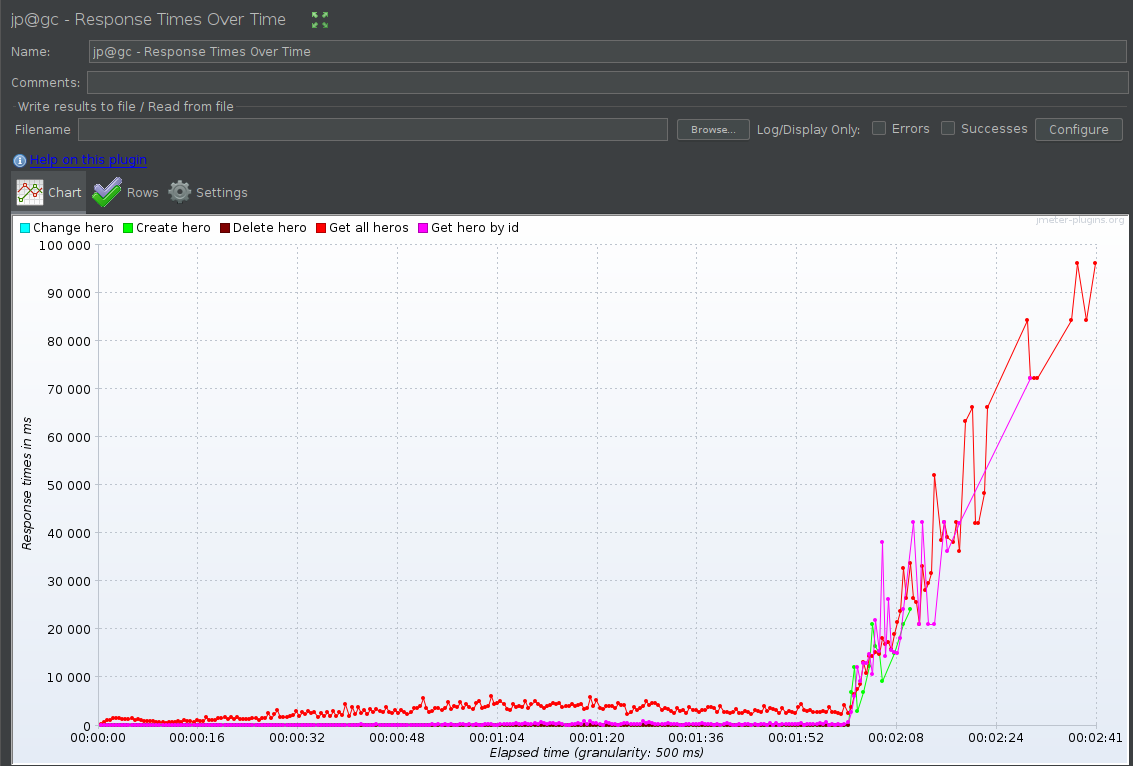 jp@gc - Response Times Over Time
Name: jp@gc - Response Times Over Time
Comments:
Write results to file / Read from file
Filename Browse... Log/Display Only: Errors Successes Configure
Help on this plugin
Chart Rows Settings
jmeter-plugins.org
Change hero Create hero Delete hero Get all heros Get hero by id
100 000
90 000
80 000
70 000
60 000
50 000
40 000
30 000
20 000
10 000
0
Response times in ms
00:00:00 00:00:16 00:00:32 00:00:48 00:01:04 00:01:20 00:01:36 00:01:52 00:02:08 00:02:24 00:02:41
Elapsed time (granularity: 500 ms)